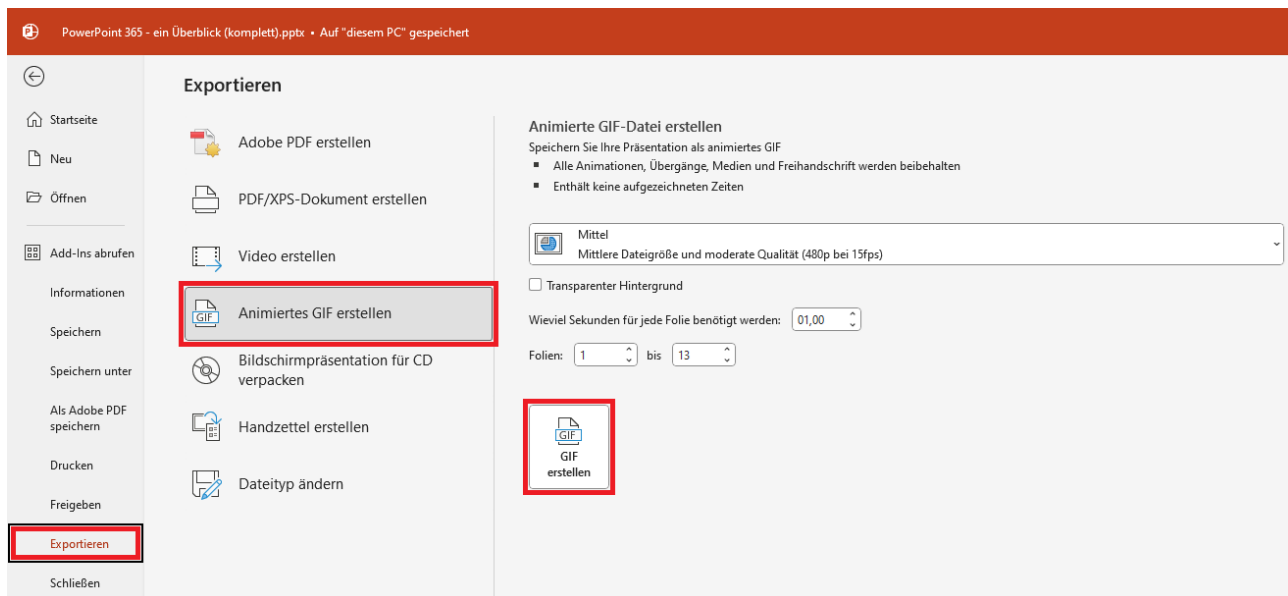 PowerPoint 365 - ein Überblick (komplett).pptx • Auf "diesem PC" gespeichert
Startseite
Neu
Öffnen
Add-Ins abrufen
Informationen
Speichern
Speichern unter
Als Adobe PDF
speichern
Drucken
Freigeben
Exportieren
Schließen
Exportieren
Adobe PDF erstellen
PDF/XPS-Dokument erstellen
Video erstellen
GIF
Animiertes GIF erstellen
Bildschirmpräsentation für CD
verpacken
Handzettel erstellen
Dateityp ändern
Animierte GIF-Datei erstellen
Speichern Sie Ihre Präsentation als animiertes GIF
▪ Alle Animationen, Übergänge, Medien und Freihandschrift werden beibehalten
▪ Enthält keine aufgezeichneten Zeiten
Mittel
Mittlere Dateigröße und moderate Qualität (480p bei 15fps)
Transparenter Hintergrund
Wieviel Sekunden für jede Folie benötigt werden: 01,00
Folien: 1 bis 13
GIF
GIF
erstellen